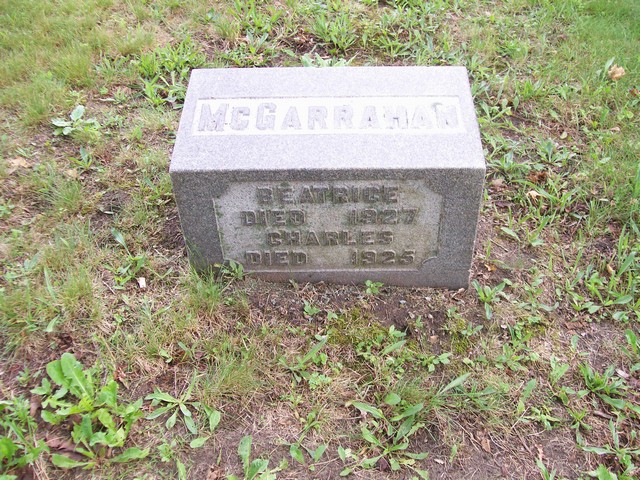 McGARRAHAN
BEATRICE
DIED 1927
CHARLES
DIED 1925